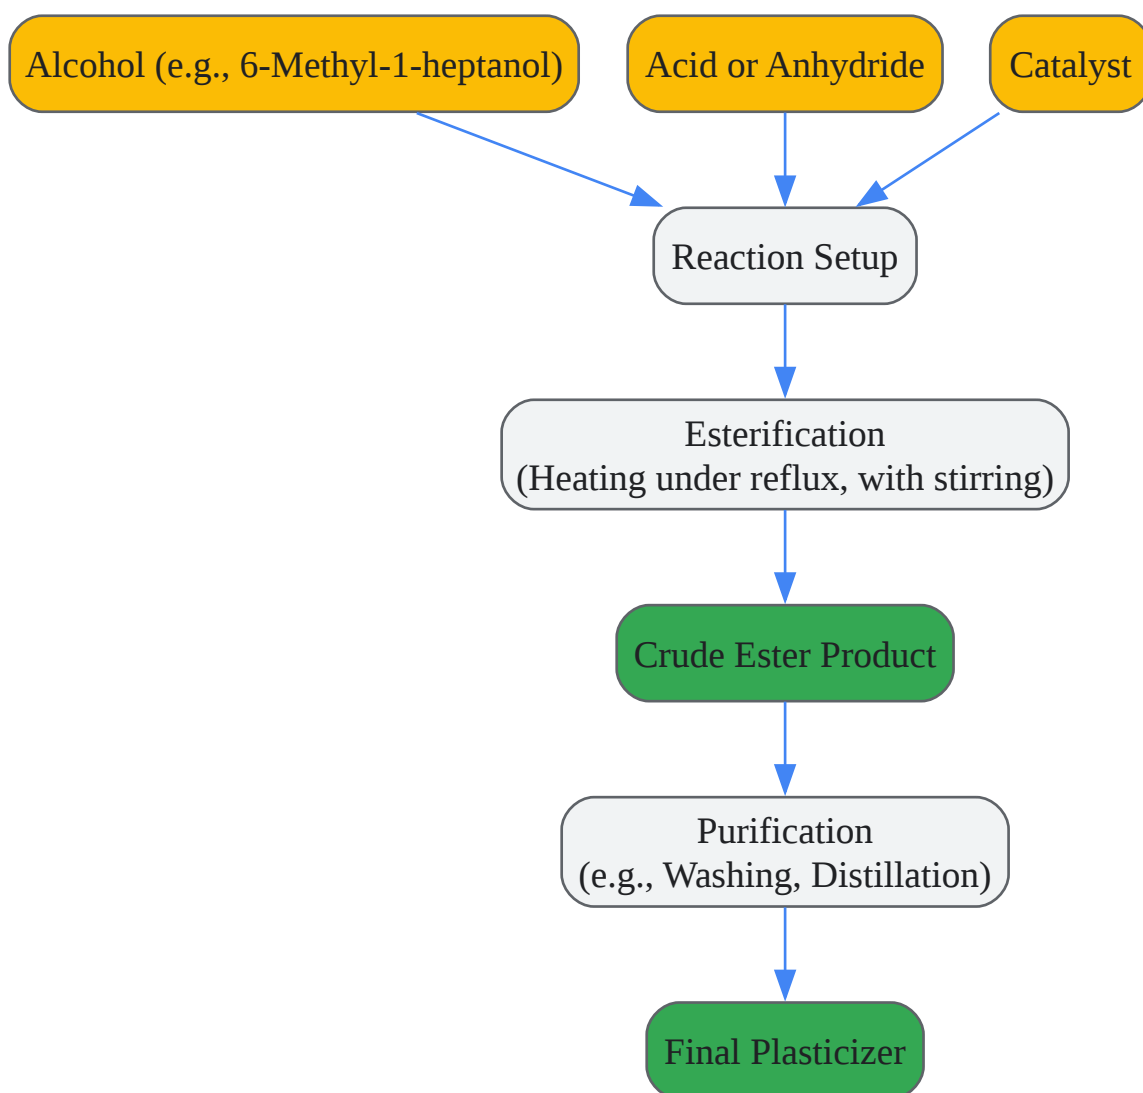 Alcohol (e.g., 6-Methyl-1-heptanol)
Acid or Anhydride
Catalyst
Reaction Setup
Esterification
(Heating under reflux, with stirring)
Crude Ester Product
Purification
(e.g., Washing, Distillation)
Final Plasticizer